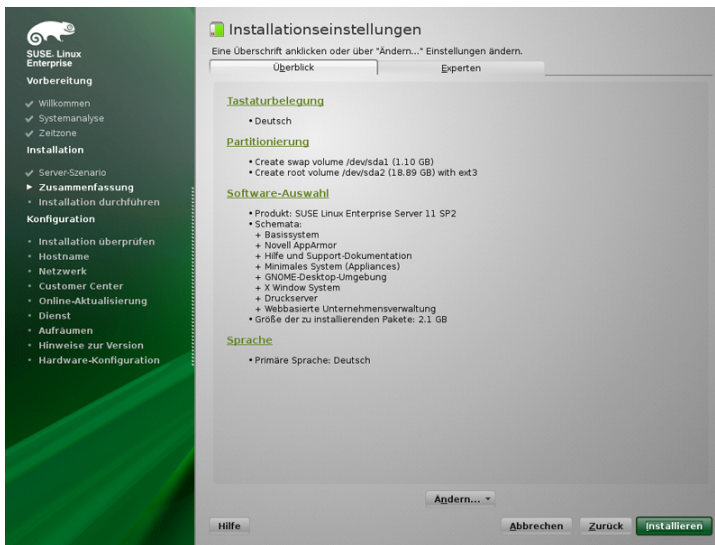 SUSE. Linux
Enterprise
Vorbereitung
Willkommen
Systemanalyse
Zeitzone
Installation
Server-Szenario
Zusammenfassung
Installation durchführen
Konfiguration
Installation überprüfen
Hostname
Netzwerk
Customer Center
Online-Aktualisierung
Dienst
Aufräumen
Hinweise zur Version
Hardware-Konfiguration
Installationseinstellungen
Eine Überschrift anklicken oder über "Ändern..." Einstellungen ändern.
Überblick
Experten
Tastaturbelegung
• Deutsch
Partitionierung
• Create swap volume /dev/sda1 (1.10 GB)
• Create root volume /dev/sda2 (18.89 GB) with ext3
Software-Auswahl
• Produkt: SUSE Linux Enterprise Server 11 SP2
• Schemata:
+ Basissystem
+ Novell AppArmor
+ Hilfe und Support-Dokumentation
+ Minimales System (Appliances)
+ GNOME-Desktop-Umgebung
+ X Window System
+ Druckserver
+ Webbasierte Unternehmensverwaltung
• Größe der zu installierenden Pakete: 2.1 GB
Sprache
• Primäre Sprache: Deutsch
Ändern...
Hilfe
Abbrechen
Zurück
Installieren